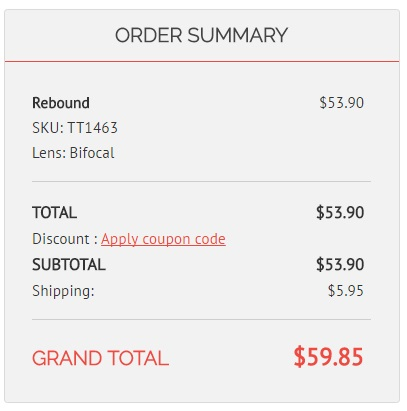 ORDER SUMMARY
Rebound $53.90
SKU: TT1463
Lens: Bifocal
TOTAL $53.90
Discount : Apply coupon code
SUBTOTAL $53.90
Shipping: $5.95
GRAND TOTAL $59.85